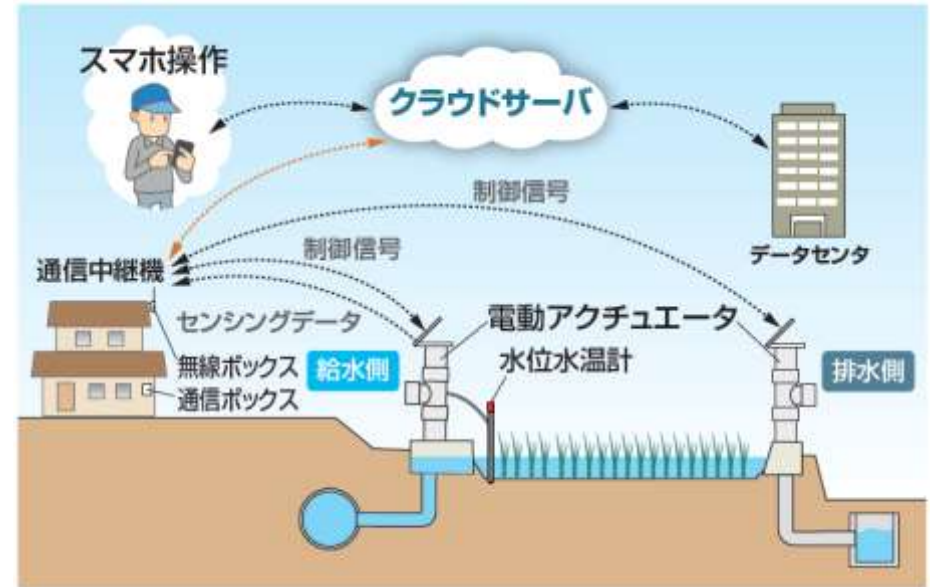 スマホ操作
クラウドサーバ
制御信号
データセンタ
制御信号
通信中継機
センシングデータ
電動アクチュエータ
無線ボックス
給水側
水位水温計
排水側
通信ボックス